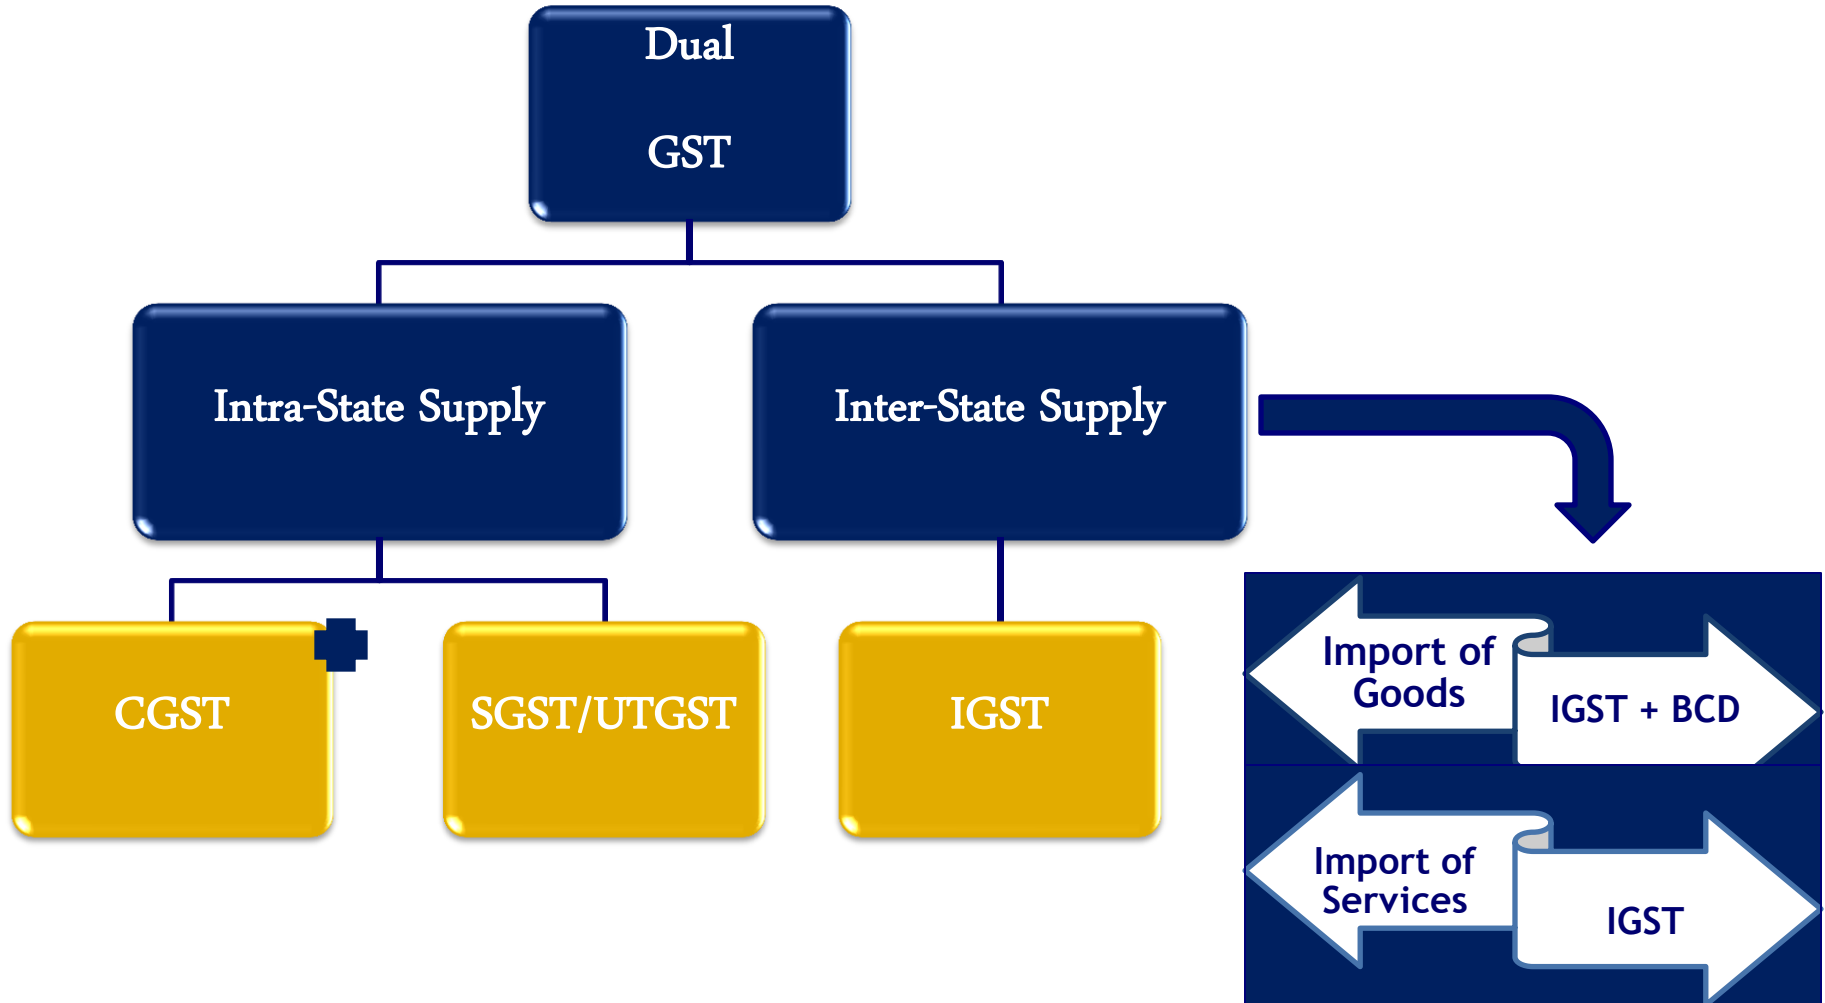 Dual
GST
Intra-State Supply
Inter-State Supply
CGST
SGST/UTGST
IGST
Import of
Goods
IGST + BCD
Import of
Services
IGST